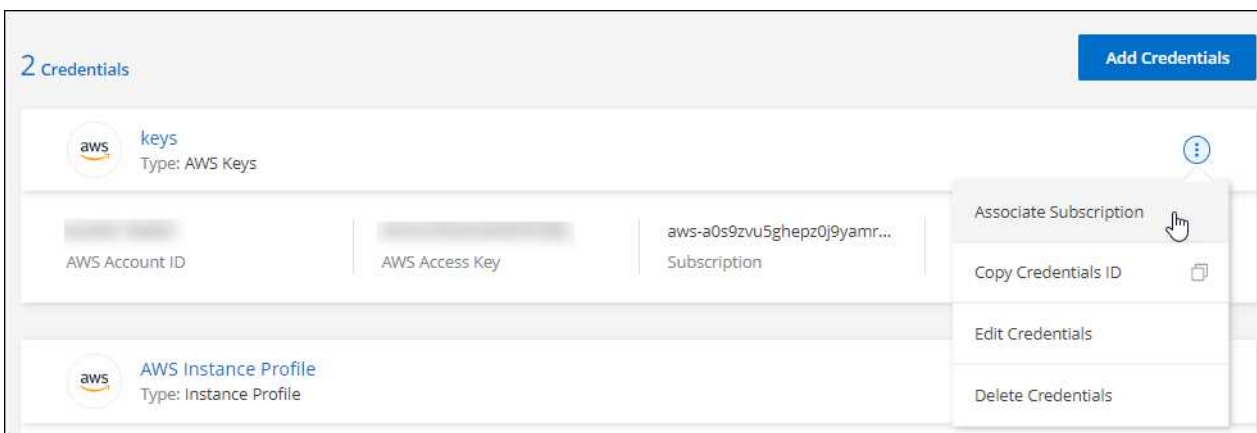 2 Credentials
Add Credentials
aws
keys
Type: AWS Keys
Associate Subscription
aws-a0s9zvu5ghepz0j9yamr...
AWS Account ID
AWS Access Key
Subscription
Copy Credentials ID
Edit Credentials
aws
AWS Instance Profile
Type: Instance Profile
Delete Credentials